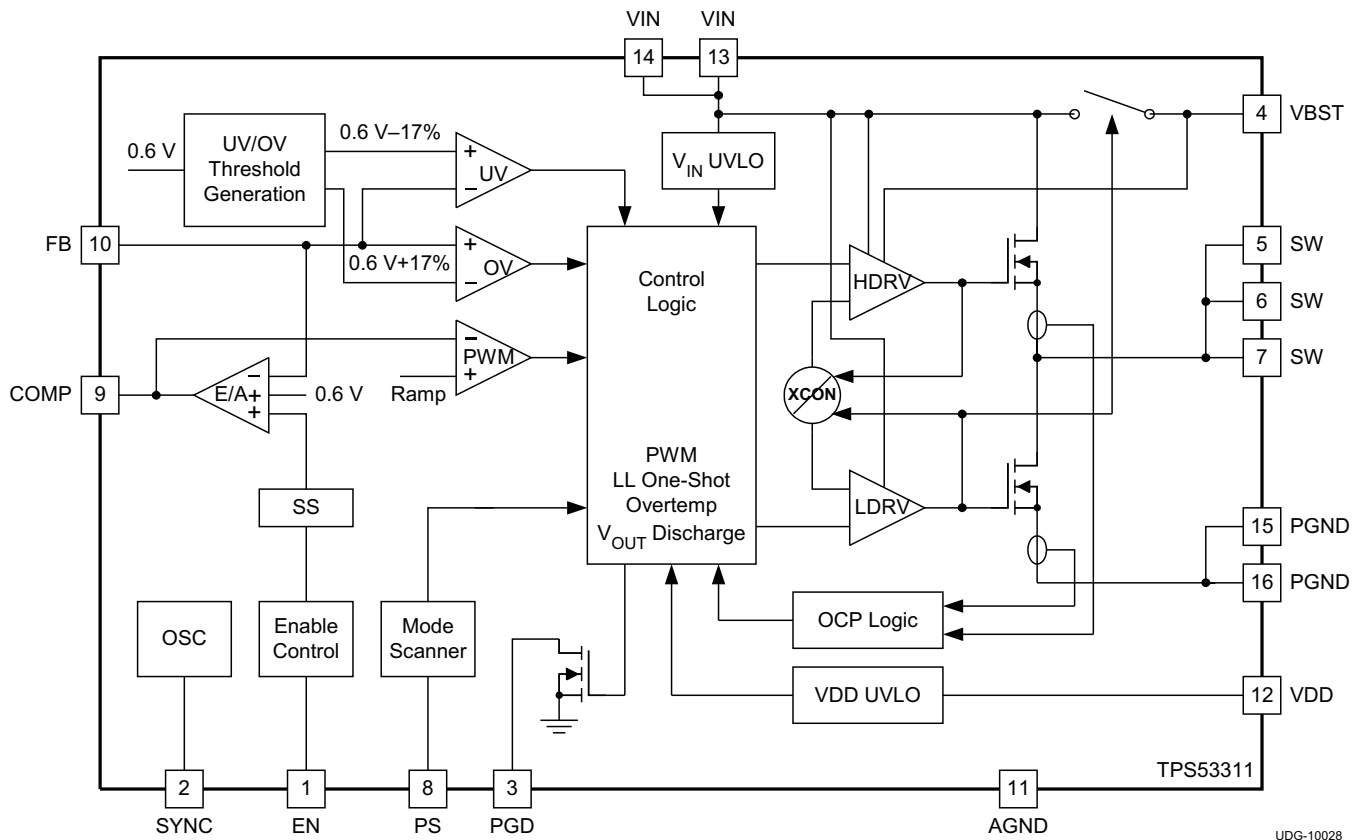 VIN
VIN
14
13
4
VBST
0.6 V
UV/OV
Threshold
Generation
0.6 V–17%
+
UV
–
V_IN UVLO
FB
10
0.6 V+17%
+
OV
–
Control
Logic
HDRV
5
SW
6
SW
7
SW
–
PWM
+
Ramp
COMP
9
E/A
–
+
+
0.6 V
XCON
PWM
LL One-Shot
Overtemp
V_OUT Discharge
LDRV
SS
15
PGND
16
PGND
OSC
Enable
Control
Mode
Scanner
OCP Logic
VDD UVLO
12
VDD
TPS53311
2
1
8
3
11
SYNC
EN
PS
PGD
AGND
UDG-10028